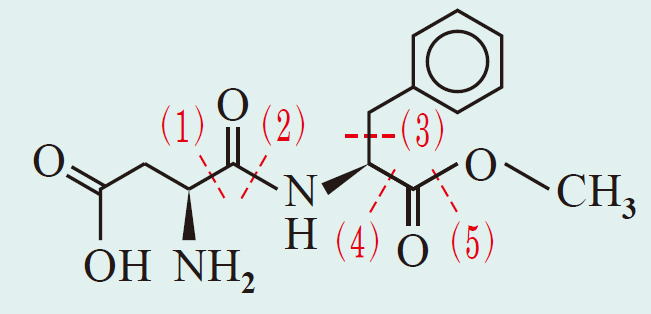 (1) O (2)
(3)
O O
N CH₃
H (4) O (5)
OH NH₂